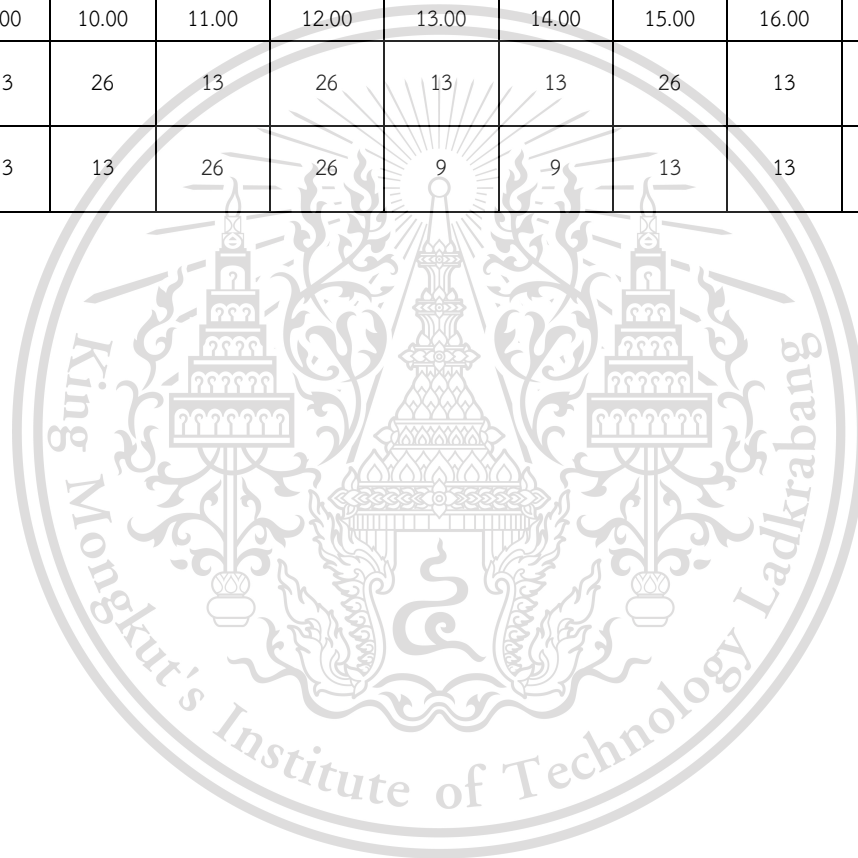 00 10.00 11.00 12.00 13.00 14.00 15.00 16.00
3 26 13 26 13 13 26 13
3 13 26 26 9 9 13 13
King Mongkut's Institute of Technology Ladkrabang